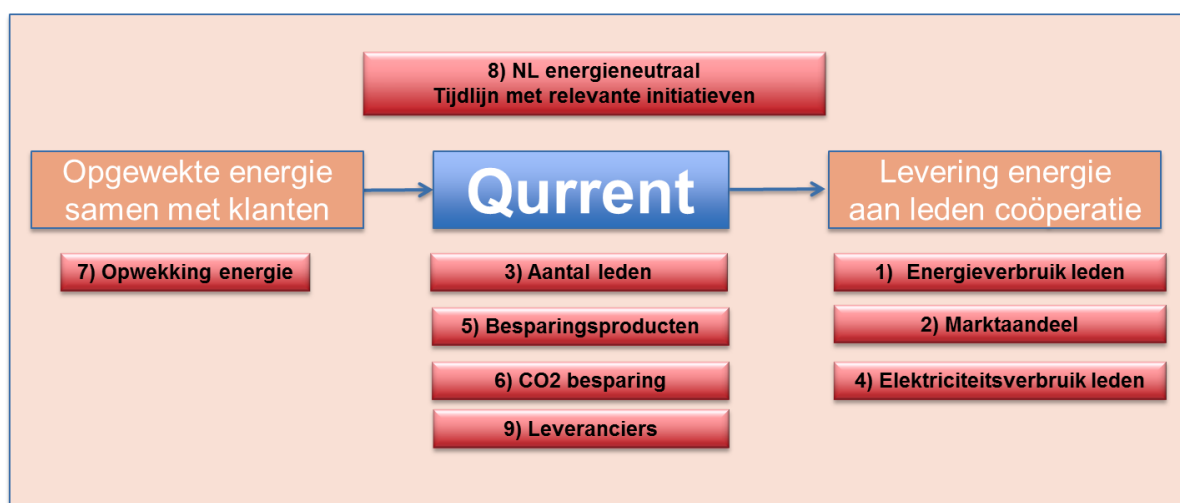 8) NL energieneutraal
Tijdlijn met relevante initiatieven
Opgewekte energie
samen met klanten
Qurrent
Levering energie
aan leden coöperatie
7) Opwekking energie
3) Aantal leden
1) Energieverbruik leden
5) Besparingsproducten
2) Marktaandeel
6) CO2 besparing
4) Elektriciteitsverbruik leden
9) Leveranciers